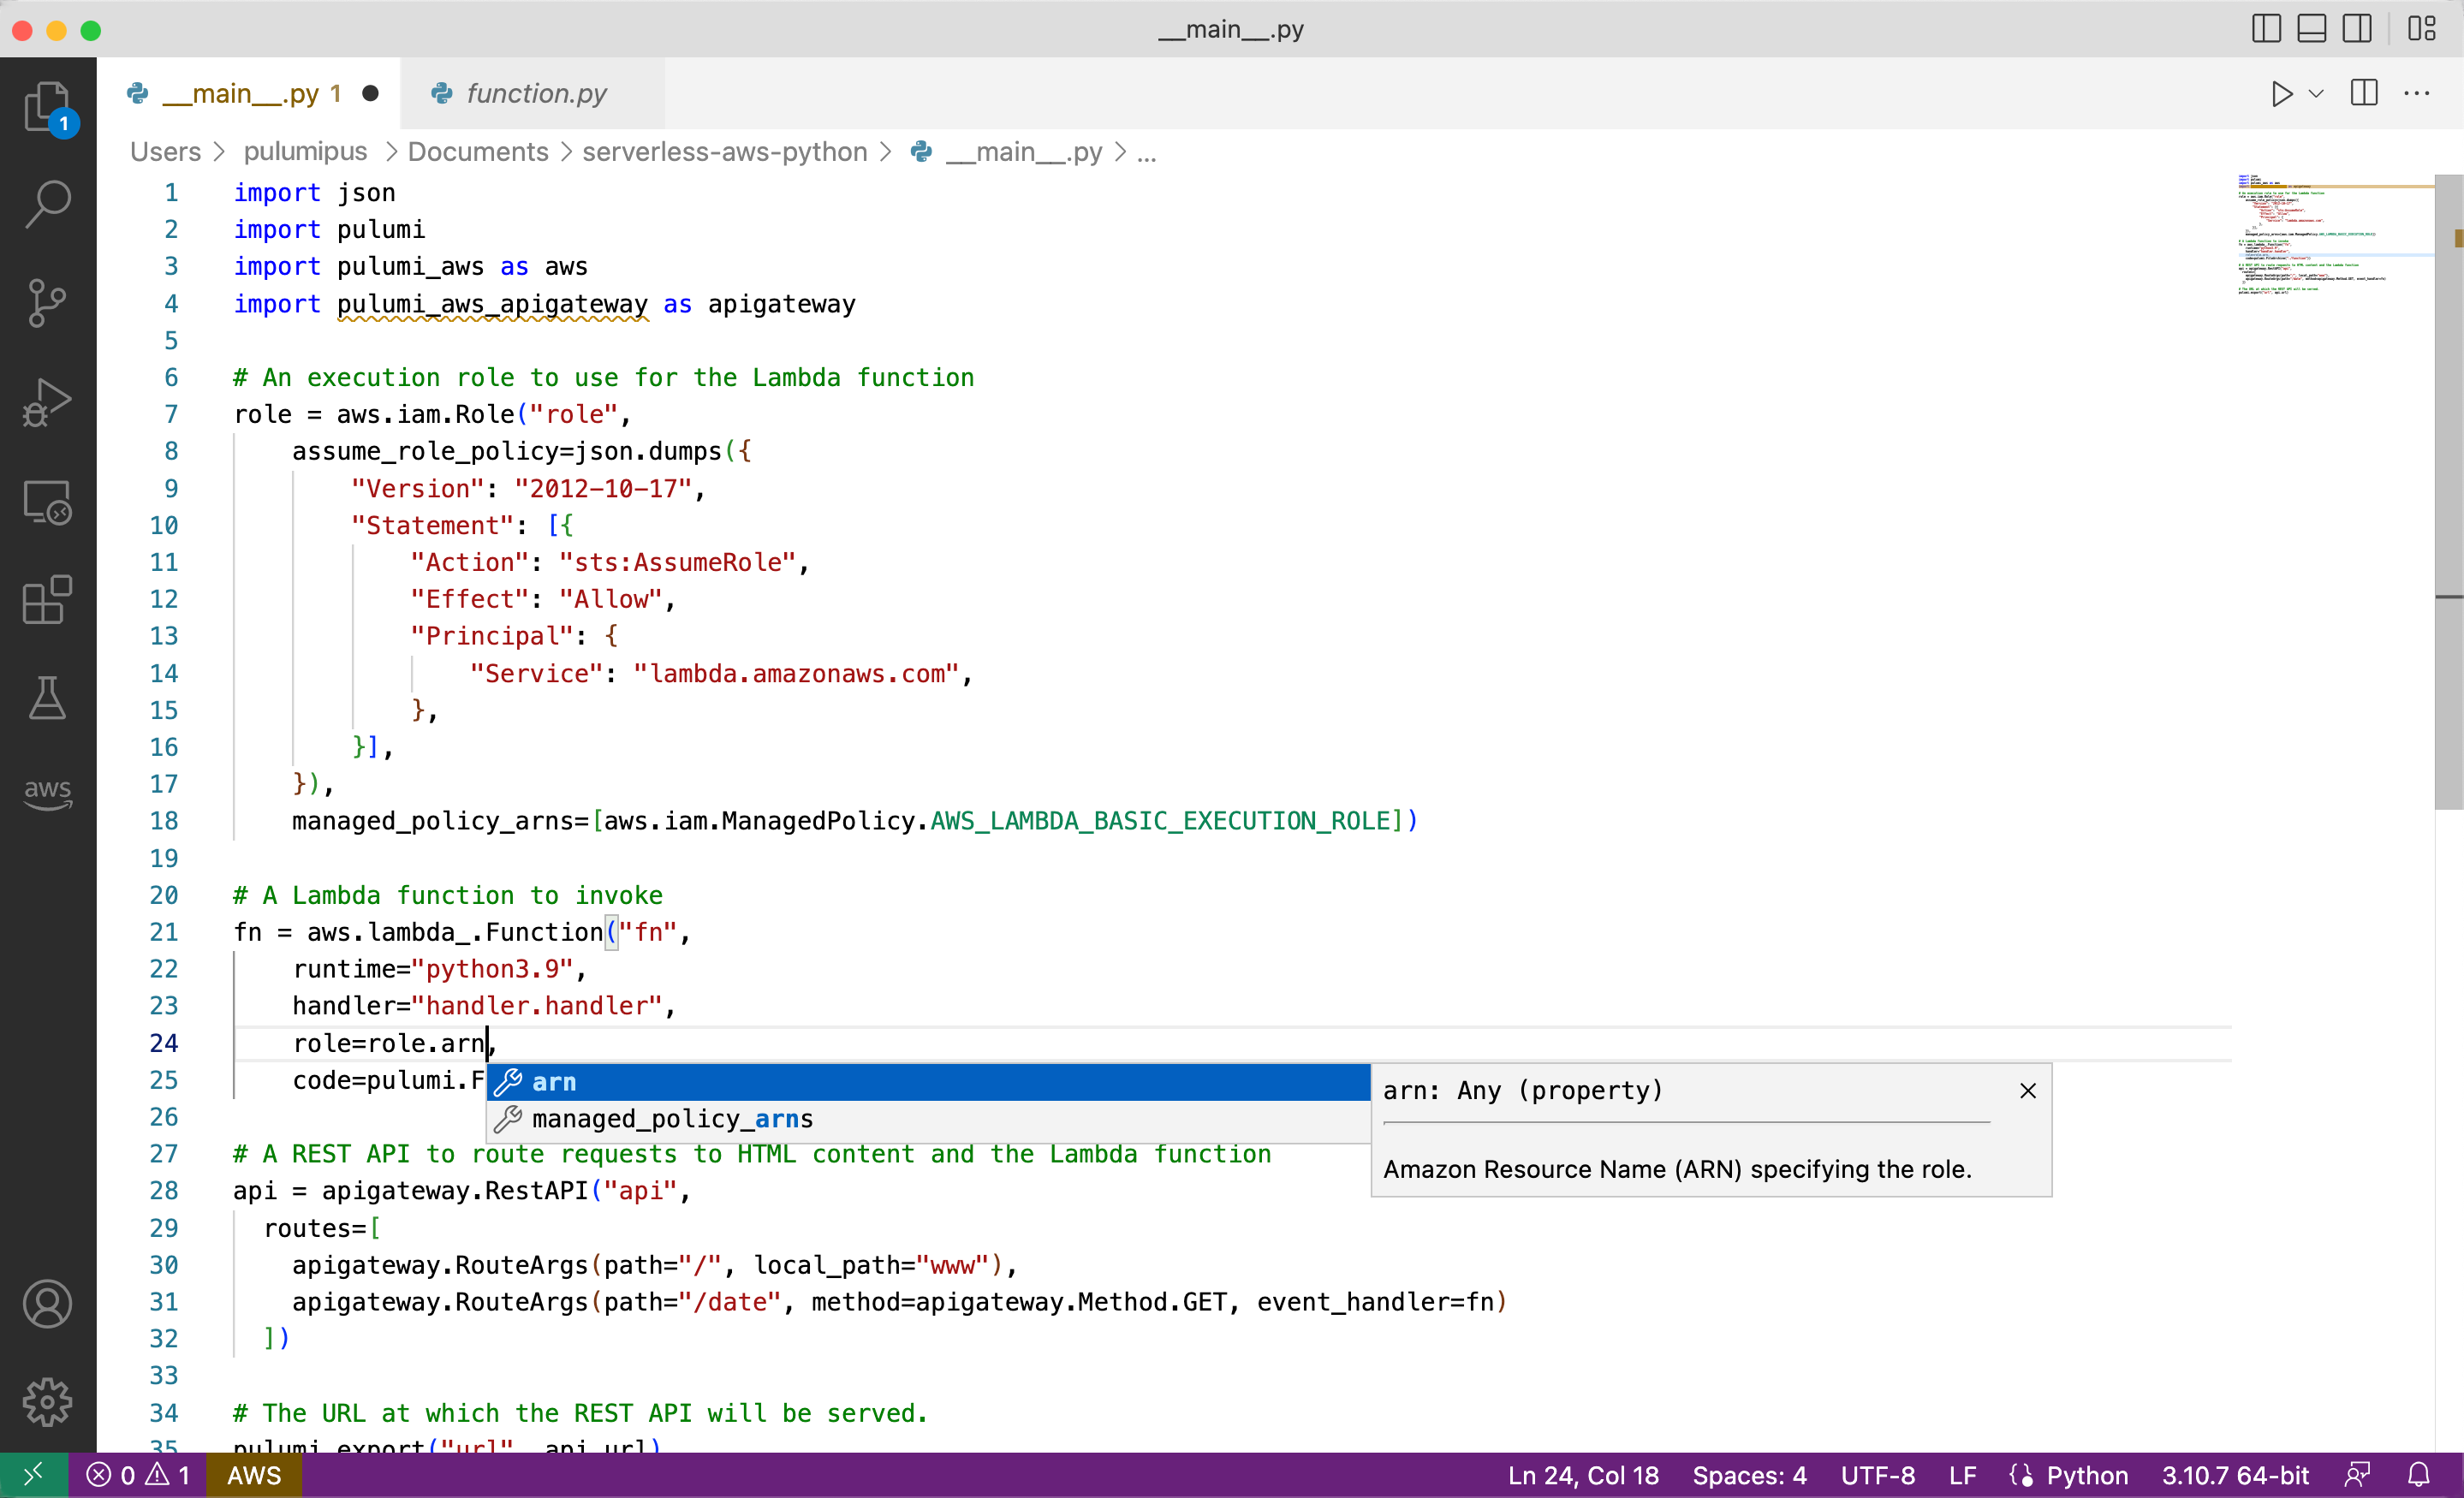 __main__.py
__main__.py 1
function.py
1
Users > pulumipus > Documents > serverless-aws-python > __main__.py > ...
1 import json
2 import pulumi
3 import pulumi_aws as aws
4 import pulumi_aws_apigateway as apigateway
5
6 # An execution role to use for the Lambda function
7 role = aws.iam.Role("role",
8     assume_role_policy=json.dumps({
9         "Version": "2012-10-17",
10         "Statement": [{
11             "Action": "sts:AssumeRole",
12             "Effect": "Allow",
13             "Principal": {
14                 "Service": "lambda.amazonaws.com",
15             },
16         }],
17     }),
18     managed_policy_arns=[aws.iam.ManagedPolicy.AWS_LAMBDA_BASIC_EXECUTION_ROLE])
19
20 # A Lambda function to invoke
21 fn = aws.lambda_.Function("fn",
22     runtime="python3.9",
23     handler="handler.handler",
24     role=role.arn,
25     code=pulumi.F
arn
managed_policy_arns
arn: Any (property)
Amazon Resource Name (ARN) specifying the role.
26
27 # A REST API to route requests to HTML content and the Lambda function
28 api = apigateway.RestAPI("api",
29   routes=[
30     apigateway.RouteArgs(path="/", local_path="www"),
31     apigateway.RouteArgs(path="/date", method=apigateway.Method.GET, event_handler=fn)
32   ])
33
34 # The URL at which the REST API will be served.
35 pulumi.export("url", api.url)
aws
0 1 AWS
Ln 24, Col 18 Spaces: 4 UTF-8 LF Python 3.10.7 64-bit